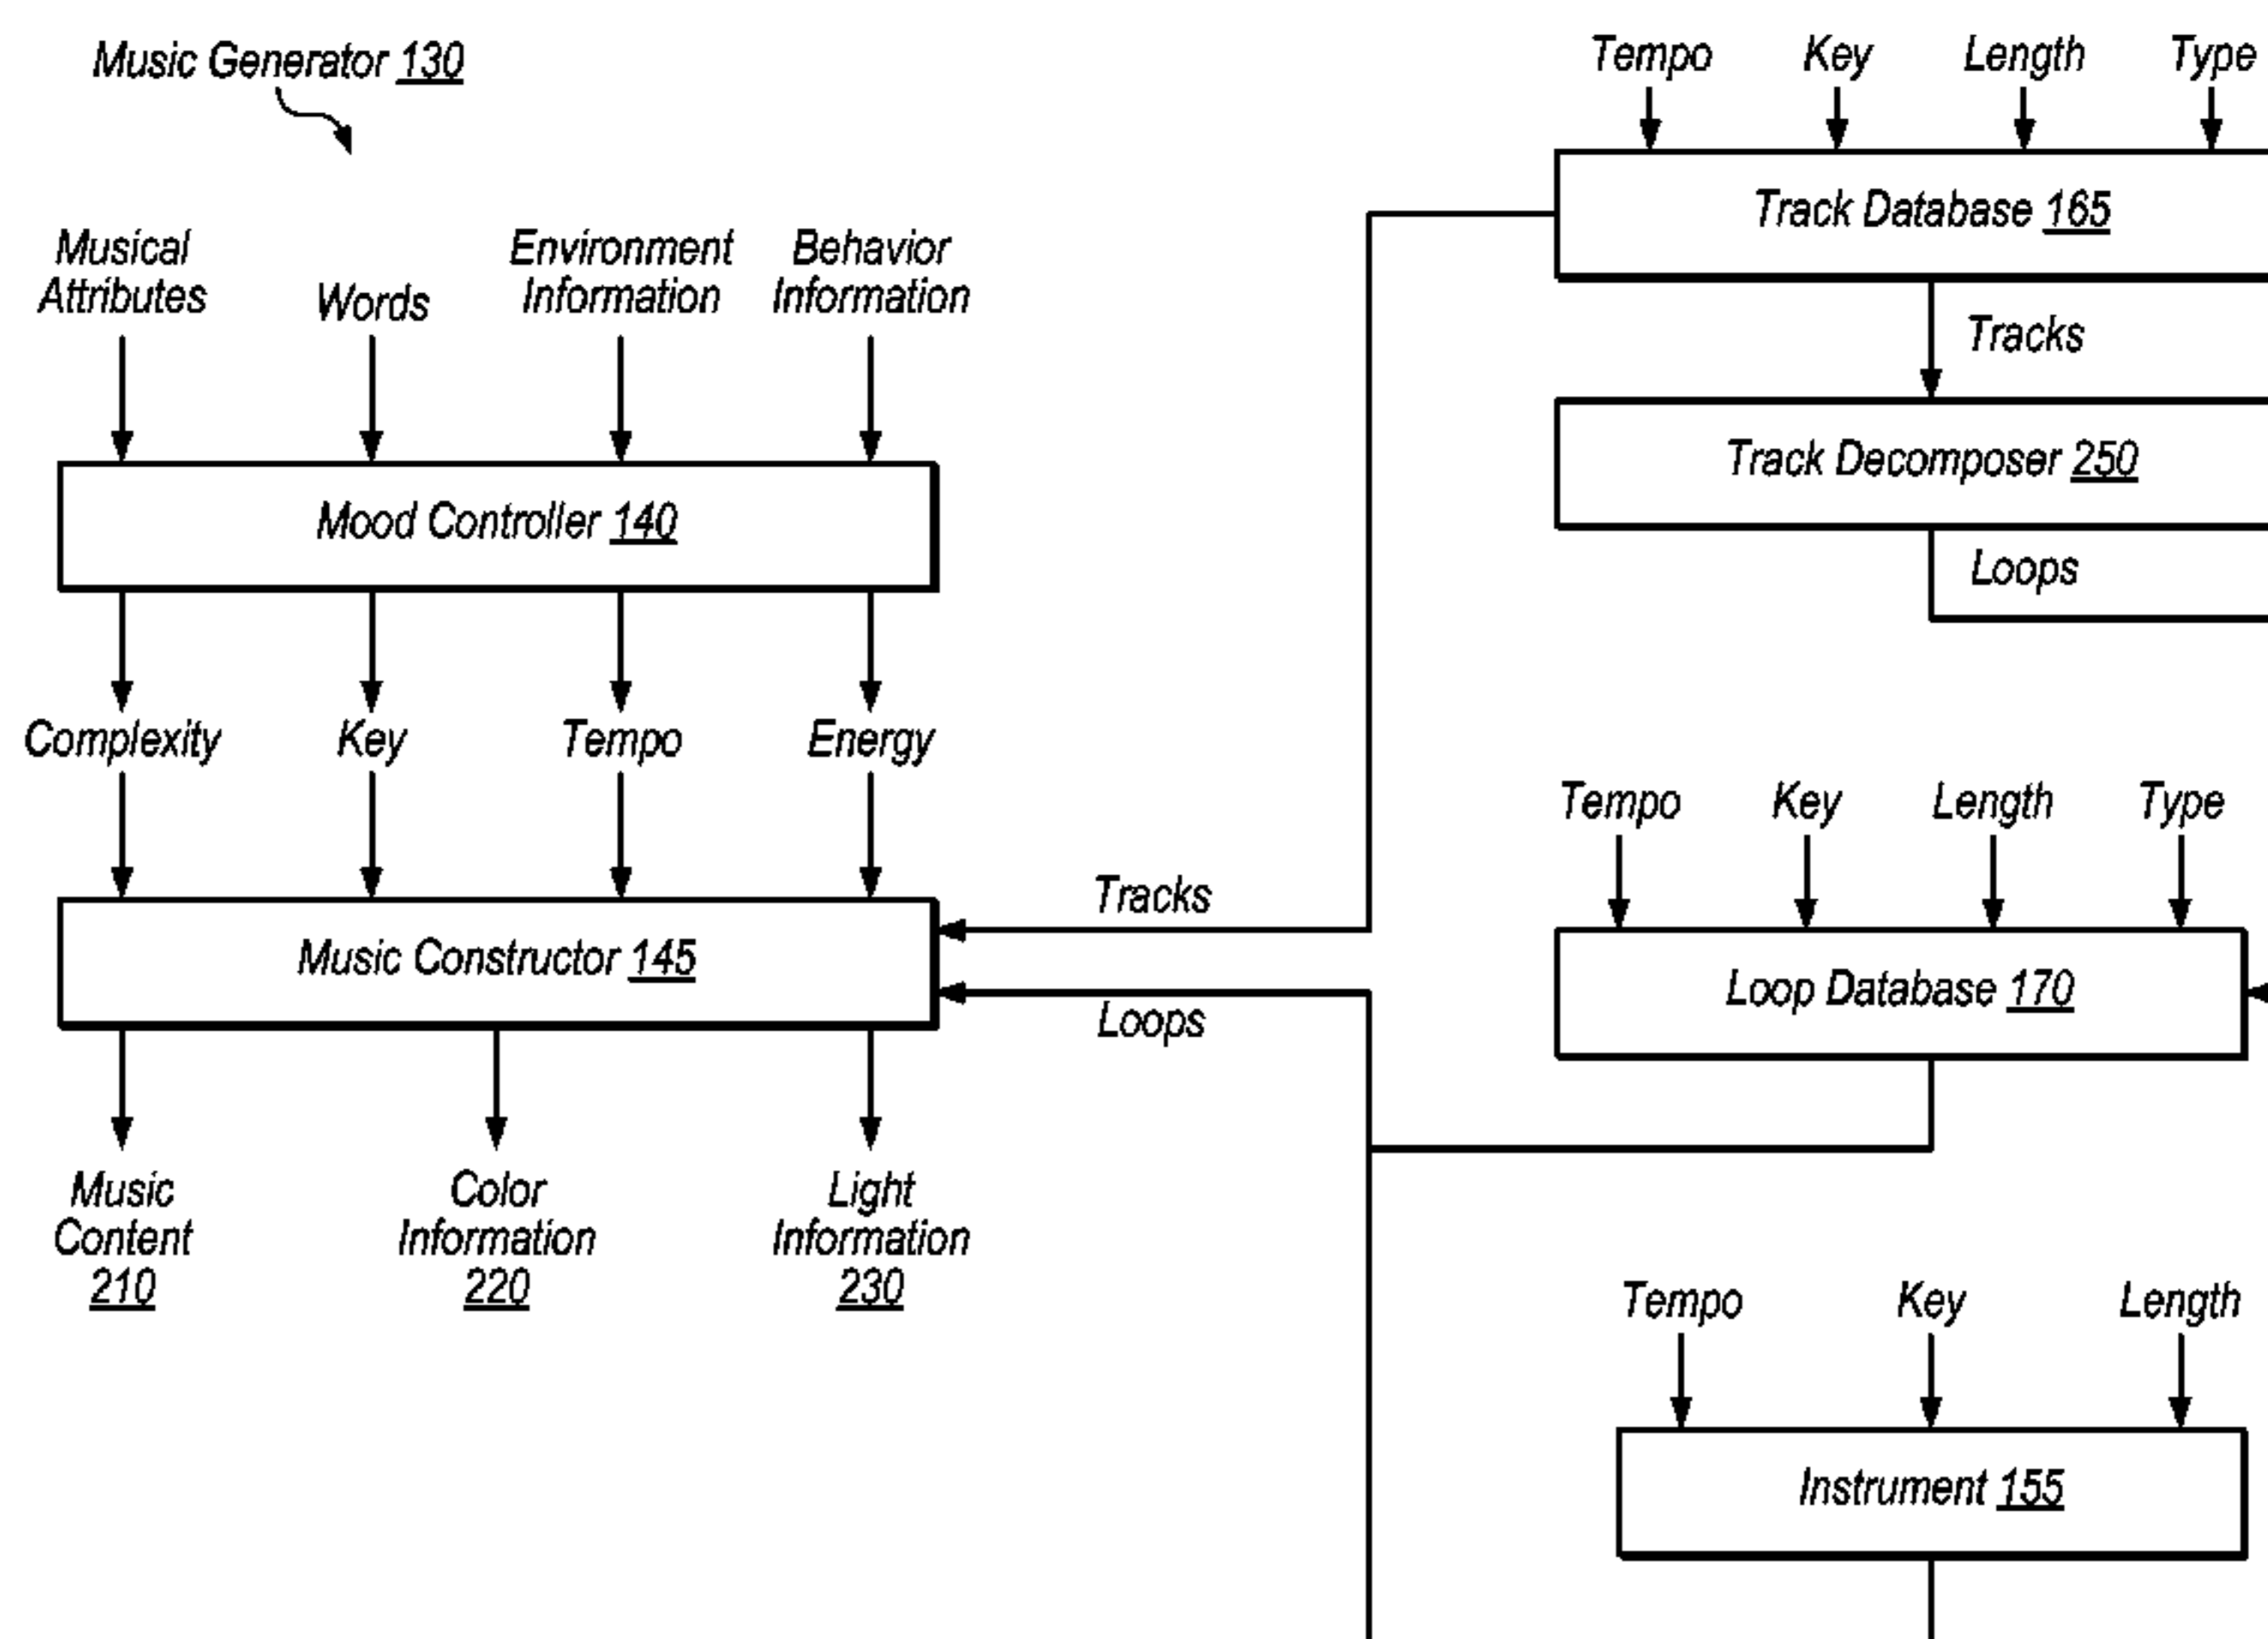 Music Generator 130
Musical
Attributes
Words
Environment
Information
Behavior
Information
Mood Controller 140
Complexity
Key
Tempo
Energy
Music Constructor 145
Music
Content
210
Color
Information
220
Light
Information
230
Tracks
Loops
Tempo
Key
Length
Type
Track Database 165
Tracks
Track Decomposer 250
Loops
Tempo
Key
Length
Type
Loop Database 170
Tempo
Key
Length
Instrument 155